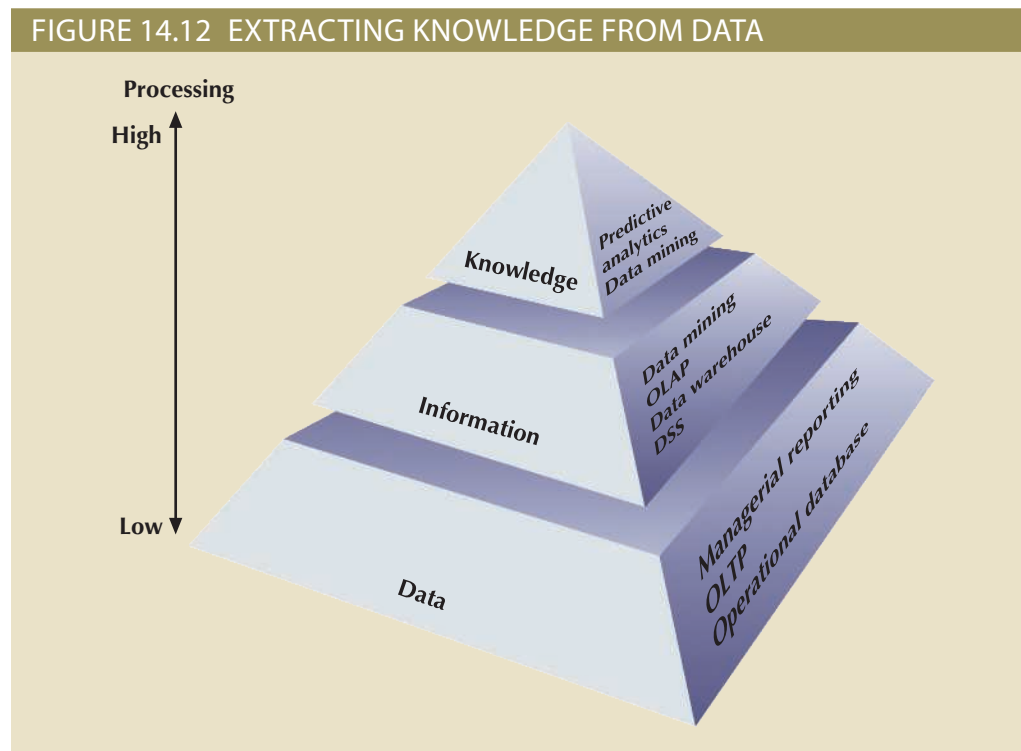 FIGURE 14.12 EXTRACTING KNOWLEDGE FROM DATA
Processing
High
Low
Knowledge
Predictive
analytics
Data mining
Information
Data mining
OLAP
Data warehouse
DSS
Data
Managerial reporting
OLTP
Operational database